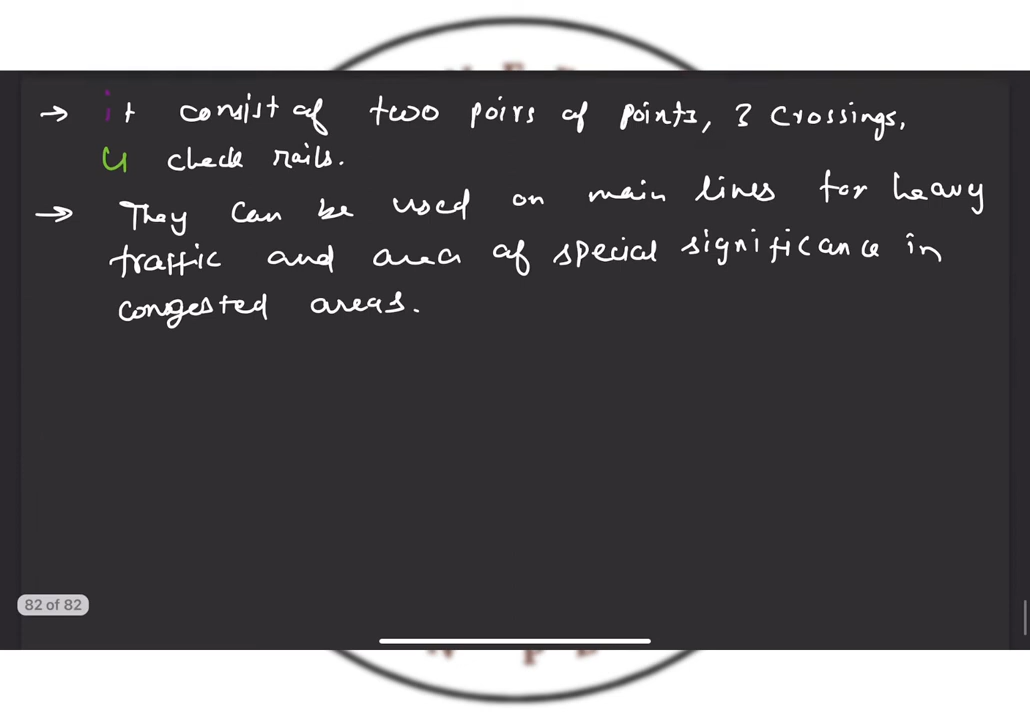 → it consist of two pairs of points, 3 crossings,
4 check rails.
→ They can be used on main lines for heavy
traffic and area of special significance in
congested areas.
82 of 82